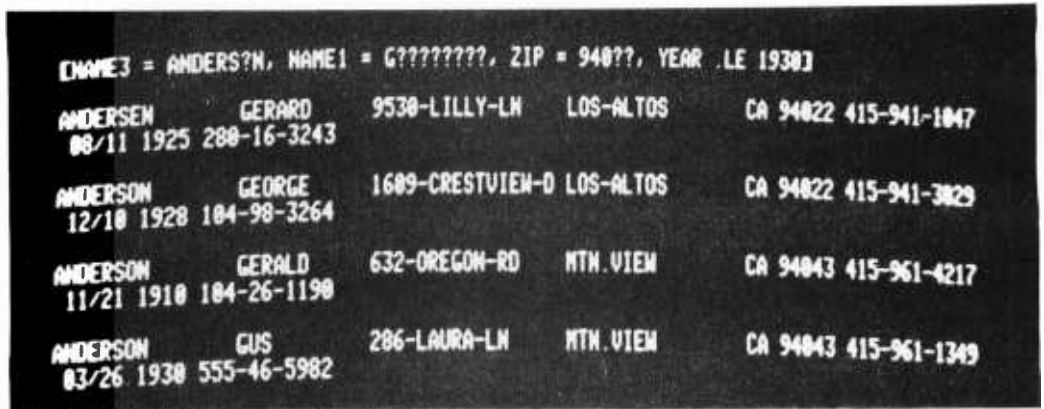 [NAME3 = ANDERS?N, NAME1 = G????????, ZIP = 940??, YEAR .LE 1930]
ANDERSEN GERARD 9530-LILLY-LN LOS-ALTOS CA 94022 415-941-1047
08/11 1925 280-16-3243
ANDERSON GEORGE 1609-CRESTVIEW-D LOS-ALTOS CA 94022 415-941-3029
12/10 1928 104-98-3264
ANDERSON GERALD 632-OREGON-RD MTN.VIEW CA 94043 415-961-4217
11/21 1910 104-26-1190
ANDERSON GUS 286-LAURA-LN MTN.VIEW CA 94043 415-961-1349
03/26 1930 555-46-5982